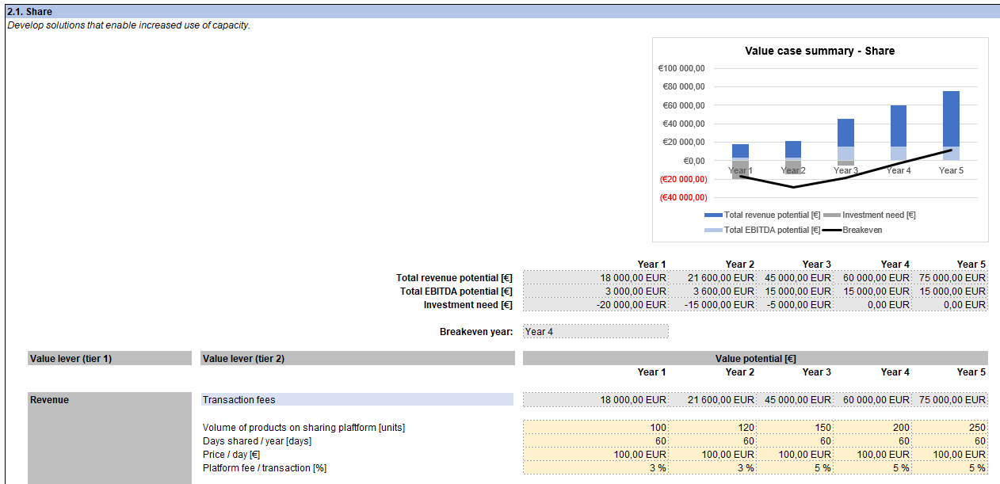 2.1. Share
Develop solutions that enable increased use of capacity.
Value case summary - Share
€100 000,00
€80 000,00
€60 000,00
€40 000,00
€20 000,00
€0,00
(€20 000,00)
(€40 000,00)
Year 1 Year 2 Year 3 Year 4 Year 5
Total revenue potential [€] Investment need [€]
Total EBITDA potential [€] Breakeven
Year 1 Year 2 Year 3 Year 4 Year 5
Total revenue potential [€] 18 000,00 EUR 21 600,00 EUR 45 000,00 EUR 60 000,00 EUR 75 000,00 EUR
Total EBITDA potential [€] 3 000,00 EUR 3 600,00 EUR 15 000,00 EUR 15 000,00 EUR 15 000,00 EUR
Investment need [€] -20 000,00 EUR -15 000,00 EUR -5 000,00 EUR 0,00 EUR 0,00 EUR
Breakeven year: Year 4
Value lever (tier 1) Value lever (tier 2) Value potential [€]
Year 1 Year 2 Year 3 Year 4 Year 5
Revenue Transaction fees 18 000,00 EUR 21 600,00 EUR 45 000,00 EUR 60 000,00 EUR 75 000,00 EUR
Volume of products on sharing plaftform [units] 100 120 150 200 250
Days shared / year [days] 60 60 60 60 60
Price / day [€] 100,00 EUR 100,00 EUR 100,00 EUR 100,00 EUR 100,00 EUR
Platform fee / transaction [%] 3 % 3 % 5 % 5 % 5 %